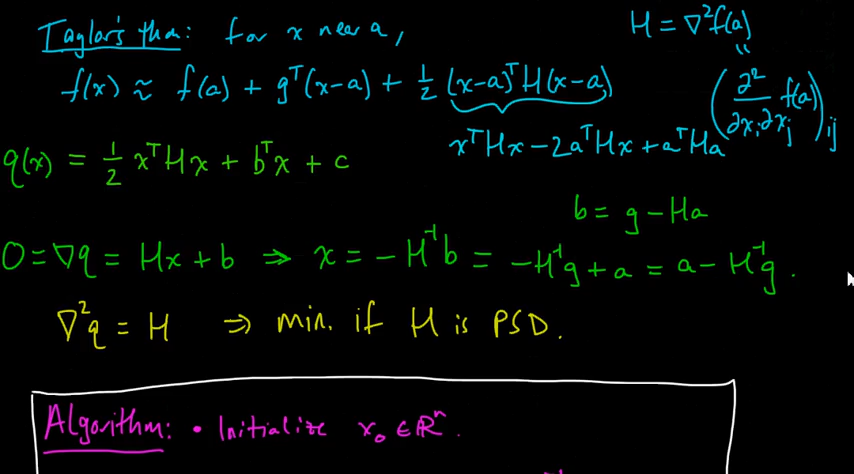 Taylor's thm: For x near a, H = ∇²f(a)
f(x) ≈ f(a) + gᵀ(x-a) + ½ (x-a)ᵀH(x-a) (∂²/∂xᵢ∂xⱼ f(a))ᵢⱼ
xᵀHx - 2aᵀHx + aᵀHa
q(x) = ½ xᵀHx + bᵀx + c
b = g - Ha
0 = ∇q = Hx + b ⇒ x = -H⁻¹b = -H⁻¹g + a = a - H⁻¹g.
∇²q = H ⇒ min. if H is PSD.
Algorithm: • Initialize x₀ ∈ ℝⁿ.